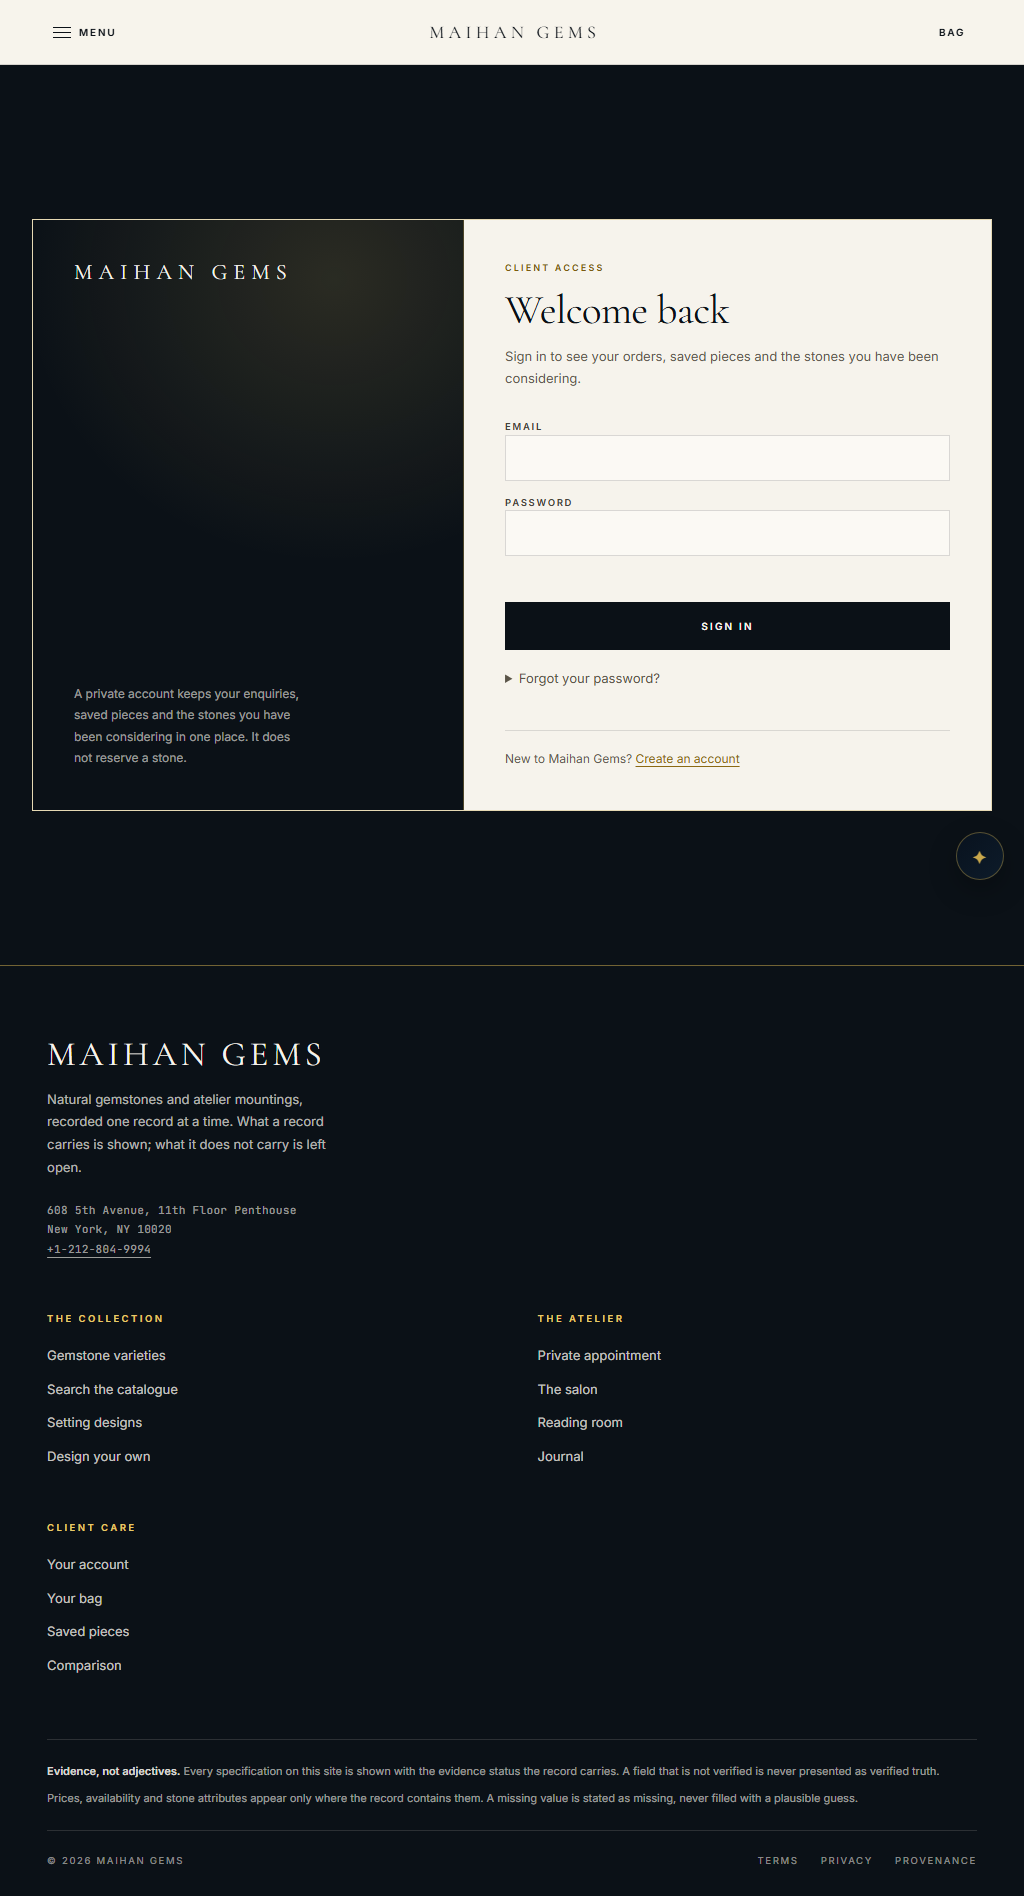 MENU
MAIHAN GEMS
BAG
MAIHAN GEMS
A private account keeps your enquiries,
saved pieces and the stones you have
been considering in one place. It does
not reserve a stone.
CLIENT ACCESS
Welcome back
Sign in to see your orders, saved pieces and the stones you have been
considering.
EMAIL
PASSWORD
SIGN IN
Forgot your password?
New to Maihan Gems? Create an account
MAIHAN GEMS
Natural gemstones and atelier mountings,
recorded one record at a time. What a record
carries is shown; what it does not carry is left
open.
608 5th Avenue, 11th Floor Penthouse
New York, NY 10020
+1-212-804-9994
THE COLLECTION
Gemstone varieties
Search the catalogue
Setting designs
Design your own
THE ATELIER
Private appointment
The salon
Reading room
Journal
CLIENT CARE
Your account
Your bag
Saved pieces
Comparison
Evidence, not adjectives. Every specification on this site is shown with the evidence status the record carries. A field that is not verified is never presented as verified truth.
Prices, availability and stone attributes appear only where the record contains them. A missing value is stated as missing, never filled with a plausible guess.
© 2026 MAIHAN GEMS
TERMS PRIVACY PROVENANCE